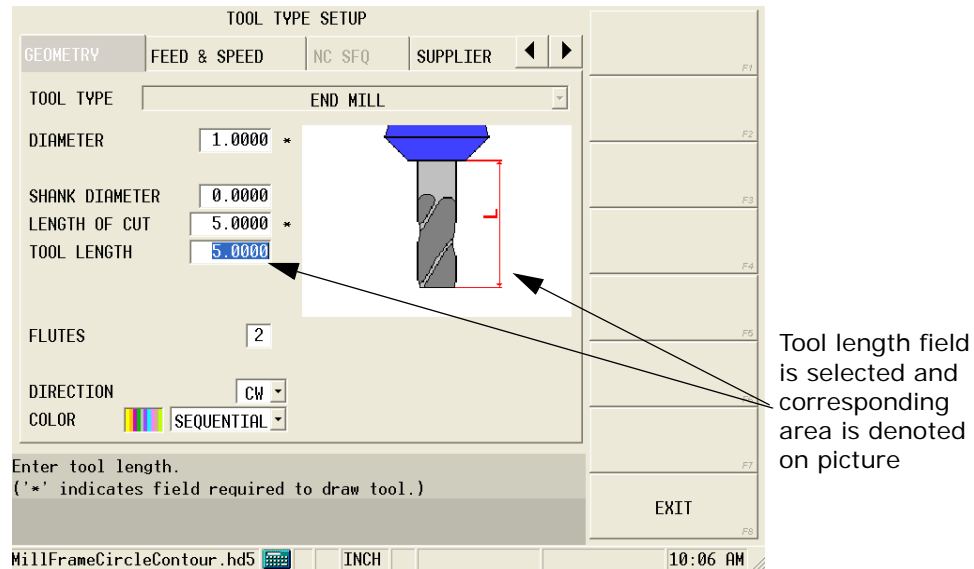 TOOL TYPE SETUP
GEOMETRY FEED & SPEED NC SFQ SUPPLIER
F1
TOOL TYPE END MILL
F2
DIAMETER 1.0000 *
SHANK DIAMETER 0.0000
F3
LENGTH OF CUT 5.0000 *
L
TOOL LENGTH 5.0000
F4
FLUTES 2
F5
DIRECTION CW
COLOR SEQUENTIAL
Enter tool length.
F7
('*' indicates field required to draw tool.)
EXIT
F8
MillFrameCircleContour.hd5 INCH 10:06 AM
Tool length field
is selected and
corresponding
area is denoted
on picture